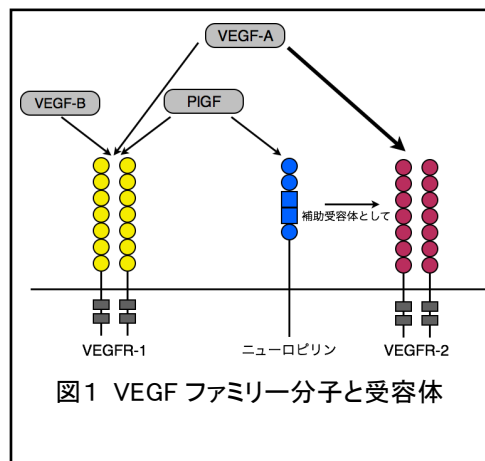 VEGF-A
VEGF-B
PlGF
補助受容体として
VEGFR-1
ニューロピリン
VEGFR-2
図1 VEGF ファミリー分子と受容体